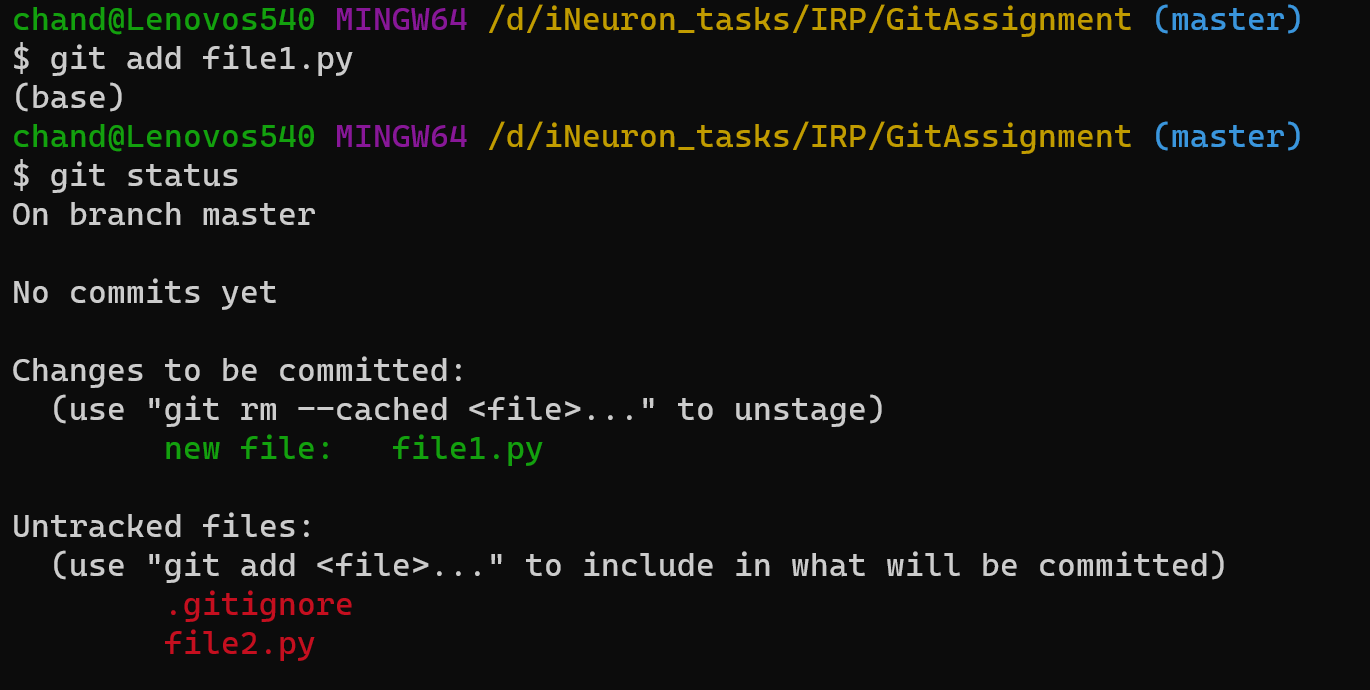 chand@Lenovos540 MINGW64 /d/iNeuron_tasks/IRP/GitAssignment (master)
$ git add file1.py
(base)
chand@Lenovos540 MINGW64 /d/iNeuron_tasks/IRP/GitAssignment (master)
$ git status
On branch master
No commits yet
Changes to be committed:
  (use "git rm --cached <file>..." to unstage)
        new file:   file1.py
Untracked files:
  (use "git add <file>..." to include in what will be committed)
        .gitignore
        file2.py